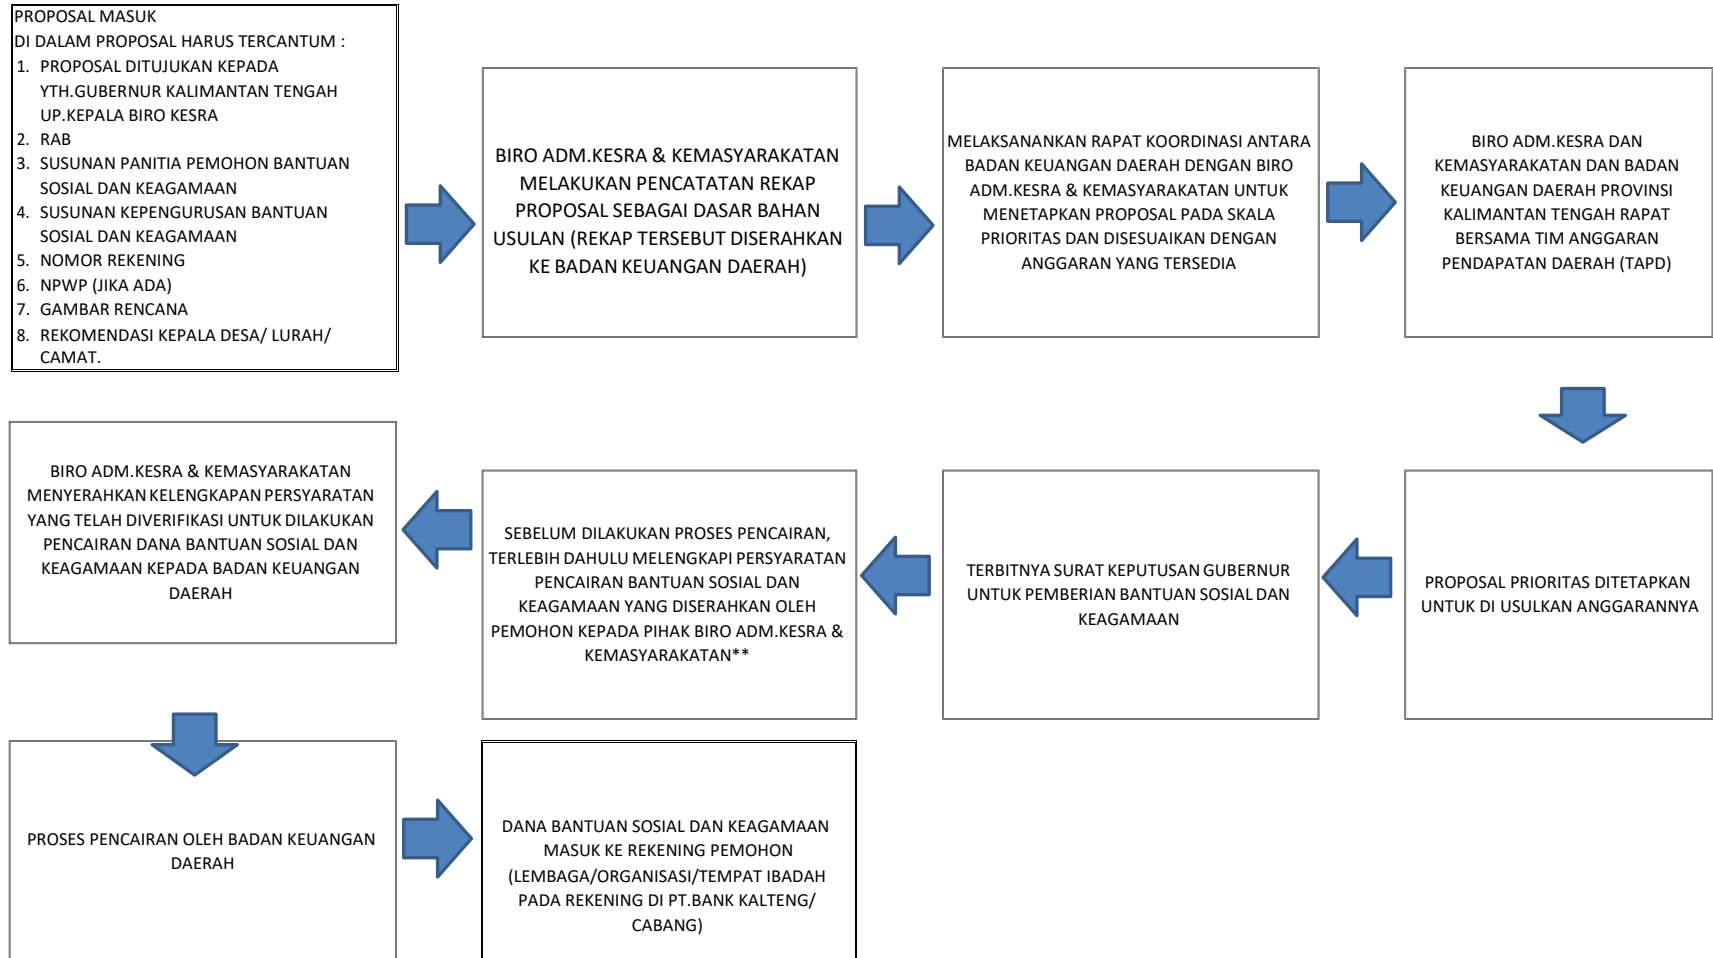 PROPOSAL MASUK
DI DALAM PROPOSAL HARUS TERCANTUM :
1. PROPOSAL DITUJUKAN KEPADA
YTH.GUBERNUR KALIMANTAN TENGAH
UP.KEPALA BIRO KESRA
2. RAB
3. SUSUNAN PANITIA PEMOHON BANTUAN
SOSIAL DAN KEAGAMAAN
4. SUSUNAN KEPENGURUSAN BANTUAN
SOSIAL DAN KEAGAMAAN
5. NOMOR REKENING
6. NPWP (JIKA ADA)
7. GAMBAR RENCANA
8. REKOMENDASI KEPALA DESA/ LURAH/
CAMAT.
BIRO ADM.KESRA & KEMASYARAKATAN
MELAKUKAN PENCATATAN REKAP
PROPOSAL SEBAGAI DASAR BAHAN
USULAN (REKAP TERSEBUT DISERAHKAN
KE BADAN KEUANGAN DAERAH)
MELAKSANANKAN RAPAT KOORDINASI ANTARA
BADAN KEUANGAN DAERAH DENGAN BIRO
ADM.KESRA & KEMASYARAKATAN UNTUK
MENETAPKAN PROPOSAL PADA SKALA
PRIORITAS DAN DISESUAIKAN DENGAN
ANGGARAN YANG TERSEDIA
BIRO ADM.KESRA DAN
KEMASYARAKATAN DAN BADAN
KEUANGAN DAERAH PROVINSI
KALIMANTAN TENGAH RAPAT
BERSAMA TIM ANGGARAN
PENDAPATAN DAERAH (TAPD)
PROPOSAL PRIORITAS DITETAPKAN
UNTUK DI USULKAN ANGGARANNYA
TERBITNYA SURAT KEPUTUSAN GUBERNUR
UNTUK PEMBERIAN BANTUAN SOSIAL DAN
KEAGAMAAN
SEBELUM DILAKUKAN PROSES PENCAIRAN,
TERLEBIH DAHULU MELENGKAPI PERSYARATAN
PENCAIRAN BANTUAN SOSIAL DAN
KEAGAMAAN YANG DISERAHKAN OLEH
PEMOHON KEPADA PIHAK BIRO ADM.KESRA &
KEMASYARAKATAN**
BIRO ADM.KESRA & KEMASYARAKATAN
MENYERAHKAN KELENGKAPAN PERSYARATAN
YANG TELAH DIVERIFIKASI UNTUK DILAKUKAN
PENCAIRAN DANA BANTUAN SOSIAL DAN
KEAGAMAAN KEPADA BADAN KEUANGAN
DAERAH
PROSES PENCAIRAN OLEH BADAN KEUANGAN
DAERAH
DANA BANTUAN SOSIAL DAN KEAGAMAAN
MASUK KE REKENING PEMOHON
(LEMBAGA/ORGANISASI/TEMPAT IBADAH
PADA REKENING DI PT.BANK KALTENG/
CABANG)